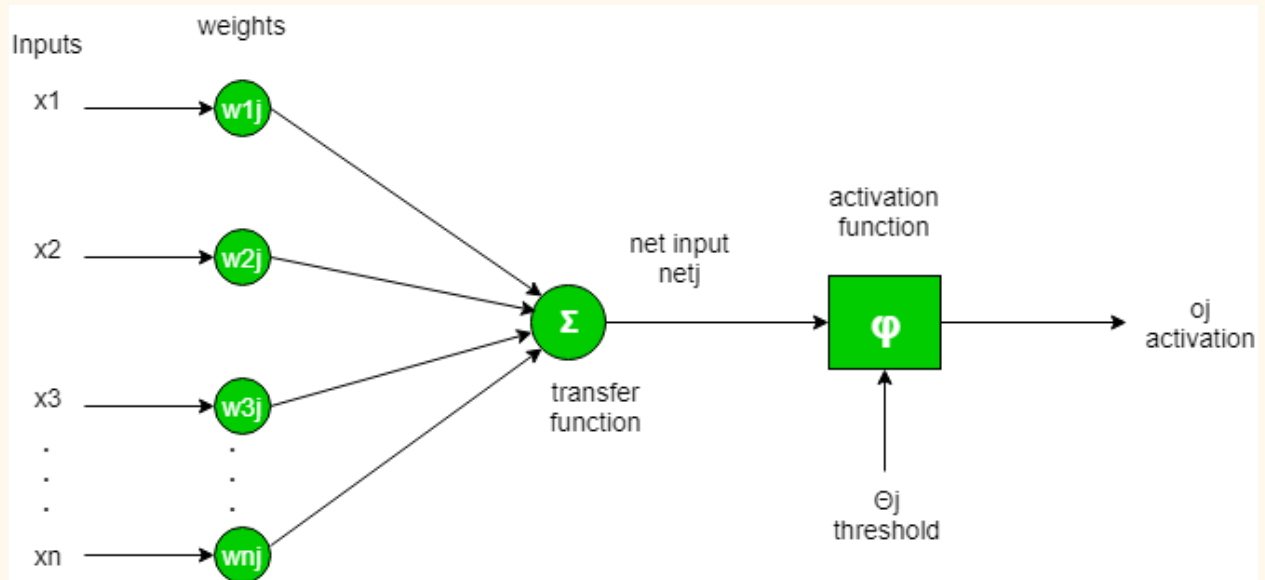 Inputs
weights
x1
w1j
x2
w2j
x3
w3j
.
.
.
.
.
.
xn
wnj
Σ
transfer
function
net input
netj
activation
function
φ
Θj
threshold
oj
activation